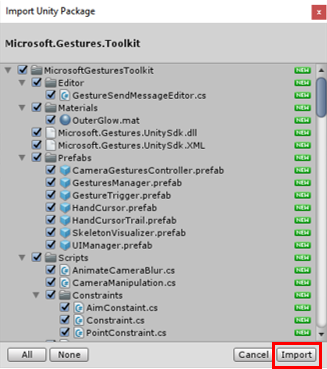 Import Unity Package
x
Microsoft.Gestures.Toolkit
MicrosoftGesturesToolkit NEW
Editor NEW
GestureSendMessageEditor.cs NEW
Materials NEW
OuterGlow.mat NEW
Microsoft.Gestures.UnitySdk.dll NEW
Microsoft.Gestures.UnitySdk.XML NEW
Prefabs NEW
CameraGesturesController.prefab NEW
GesturesManager.prefab NEW
GestureTrigger.prefab NEW
HandCursor.prefab NEW
HandCursorTrail.prefab NEW
SkeletonVisualizer.prefab NEW
UIManager.prefab NEW
Scripts NEW
AnimateCameraBlur.cs NEW
CameraManipulation.cs NEW
Constraints NEW
AimConstaint.cs NEW
Constraint.cs NEW
PointConstraint.cs NEW
All None Cancel Import